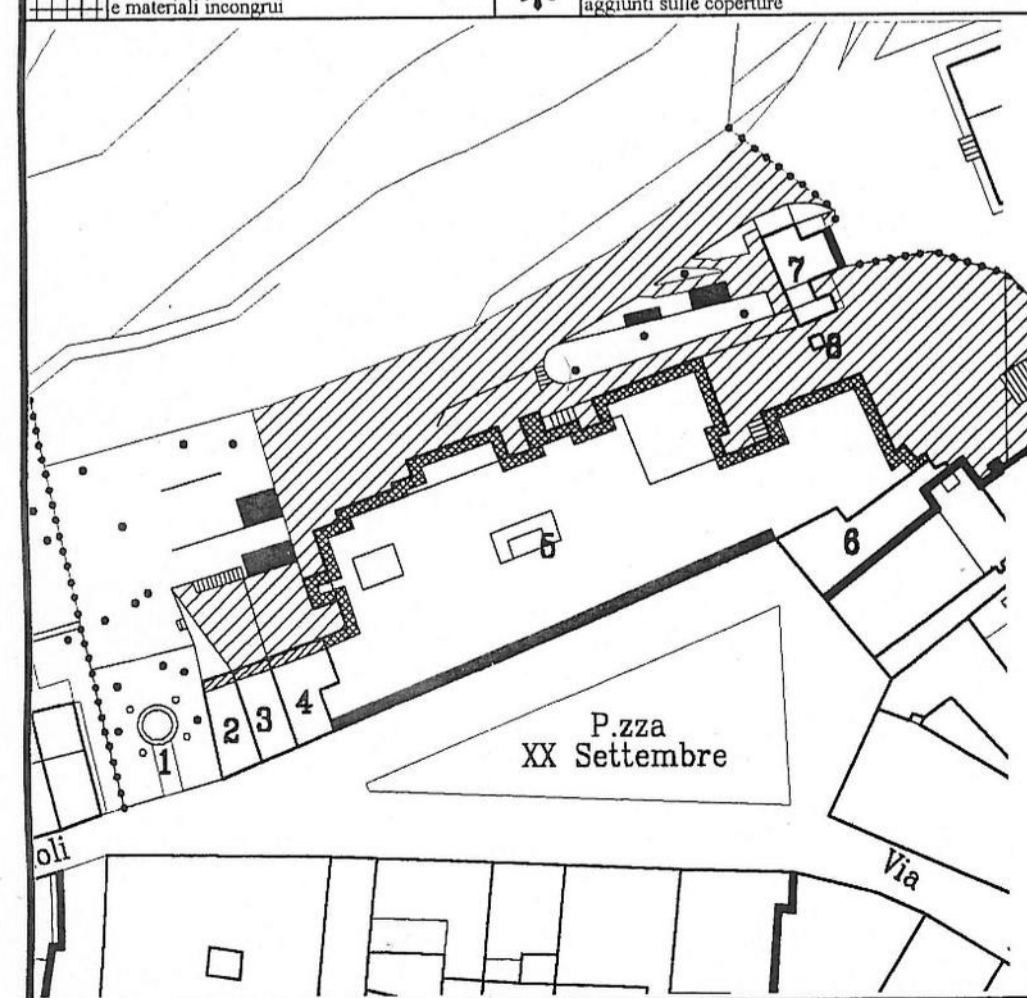 e materiali incongrui
aggiunti sulle coperture
7
8
5
6
4
3
2
1
P.zza
XX Settembre
oli
Via